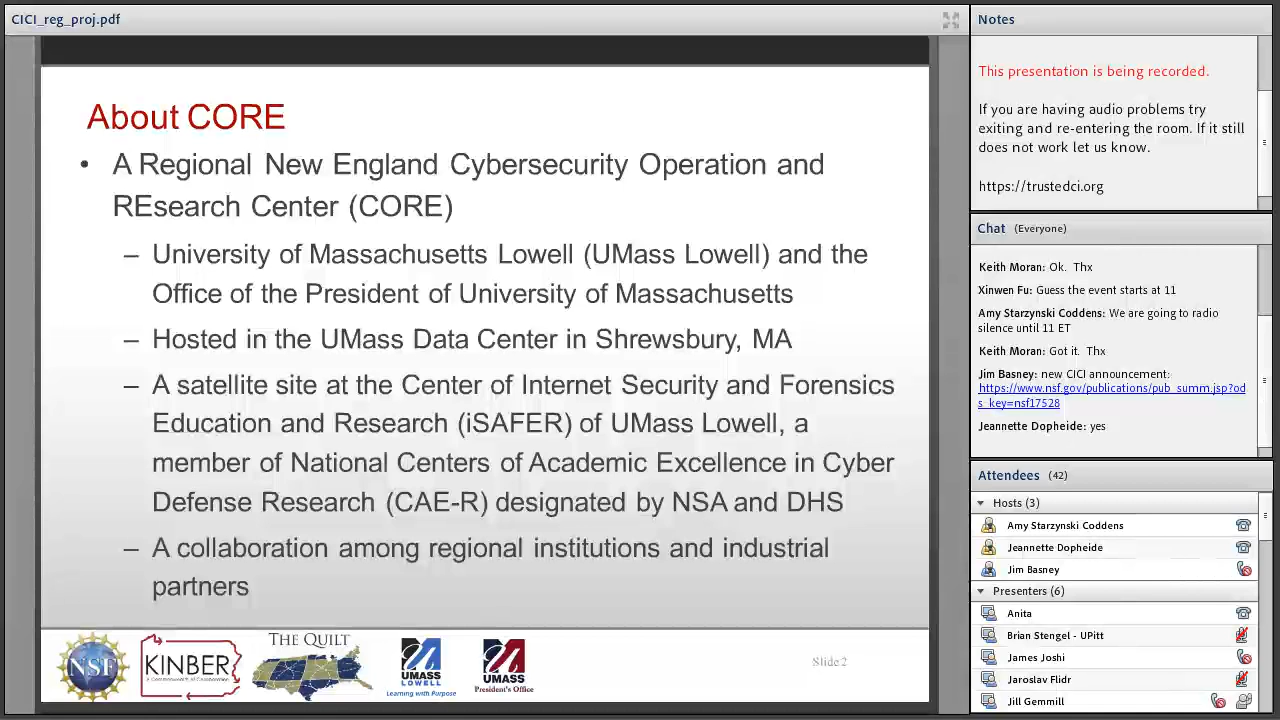 CICI_reg_proj.pdf
About CORE
• A Regional New England Cybersecurity Operation and
REsearch Center (CORE)
– University of Massachusetts Lowell (UMass Lowell) and the
Office of the President of University of Massachusetts
– Hosted in the UMass Data Center in Shrewsbury, MA
– A satellite site at the Center of Internet Security and Forensics
Education and Research (iSAFER) of UMass Lowell, a
member of National Centers of Academic Excellence in Cyber
Defense Research (CAE-R) designated by NSA and DHS
– A collaboration among regional institutions and industrial
partners
NSF
KINBER
THE QUILT
UMASS
LOWELL
Learning with Purpose
UMASS
President's Office
Slide 2
Notes
This presentation is being recorded.
If you are having audio problems try
exiting and re-entering the room. If it still
does not work let us know.
https://trustedci.org
Chat (Everyone)
Keith Moran: Ok. Thx
Xinwen Fu: Guess the event starts at 11
Amy Starzynski Coddens: We are going to radio
silence until 11 ET
Keith Moran: Got it. Thx
Jim Basney: new CICI announcement:
https://www.nsf.gov/publications/pub_summ.jsp?od
s_key=nsf17528
Jeannette Dopheide: yes
Attendees (42)
Hosts (3)
Amy Starzynski Coddens
Jeannette Dopheide
Jim Basney
Presenters (6)
Anita
Brian Stengel - UPitt
James Joshi
Jaroslav Flidr
Jill Gemmill